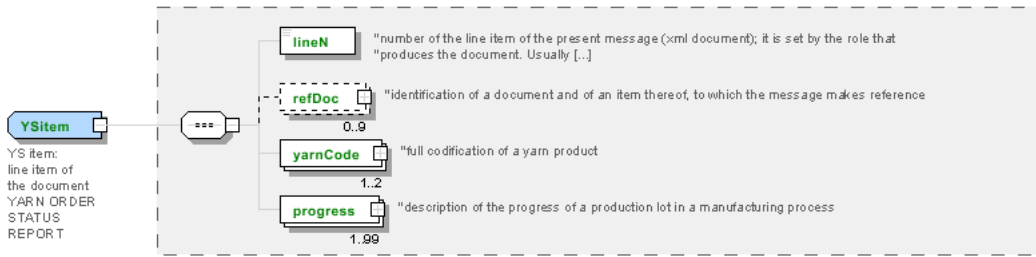 lineN
"number of the line item of the present message (xml document); it is set by the role that
"produces the document. Usually [...]
refDoc
"identification of a document and of an item thereof, to which the message makes reference
0..9
YSitem
YS item:
line item of
the document
YARN ORDER
STATUS
REPORT
yarnCode
"full codification of a yarn product
1..2
progress
"description of the progress of a production lot in a manufacturing process
1..99